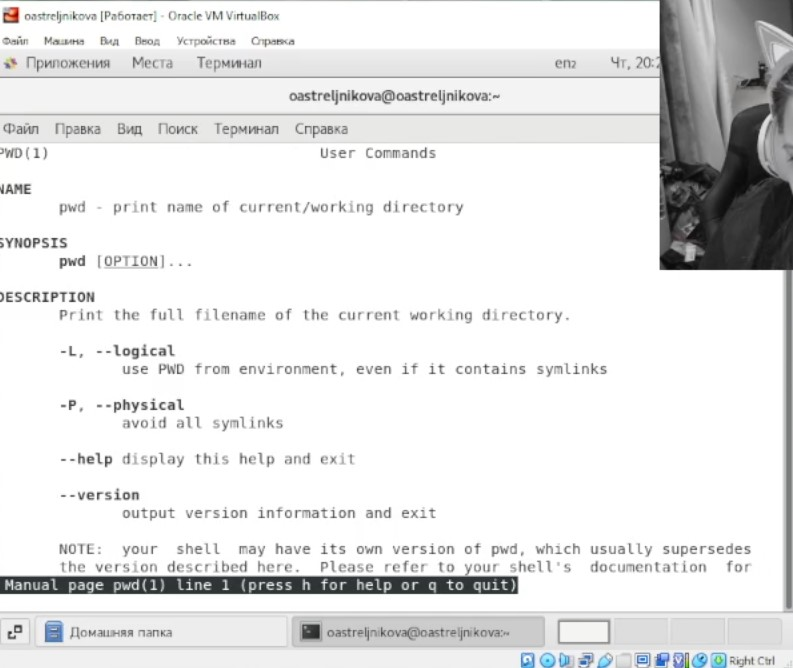 oastreljnikova [Работает] - Oracle VM VirtualBox
Файл Машина Вид Ввод Устройства Справка
Приложения Места Терминал en₂ Чт, 20:2
oastreljnikova@oastreljnikova:~
Файл Правка Вид Поиск Терминал Справка
PWD(1) User Commands
NAME
pwd - print name of current/working directory
SYNOPSIS
pwd [OPTION]...
DESCRIPTION
Print the full filename of the current working directory.
-L, --logical
use PWD from environment, even if it contains symlinks
-P, --physical
avoid all symlinks
--help display this help and exit
--version
output version information and exit
NOTE: your shell may have its own version of pwd, which usually supersedes
the version described here. Please refer to your shell's documentation for
Manual page pwd(1) line 1 (press h for help or q to quit)
Домашняя папка oastreljnikova@oastreljnikova:~
Right Ctrl